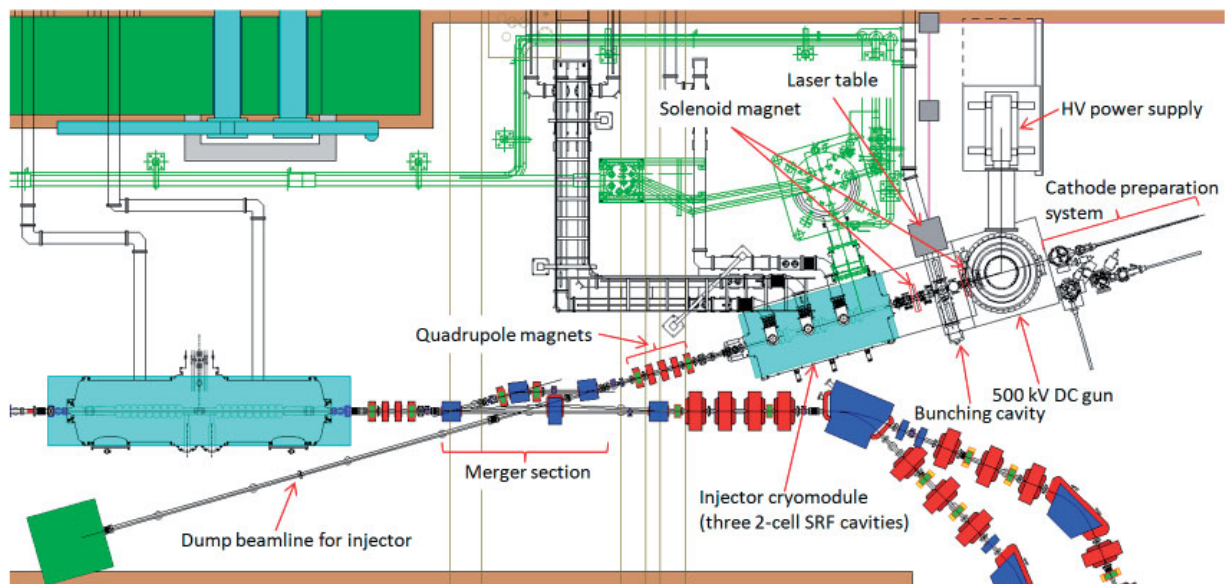 Laser table
Solenoid magnet
HV power supply
Cathode preparation
system
Quadrupole magnets
500 kV DC gun
Bunching cavity
Merger section
Injector cryomodule
(three 2-cell SRF cavities)
Dump beamline for injector